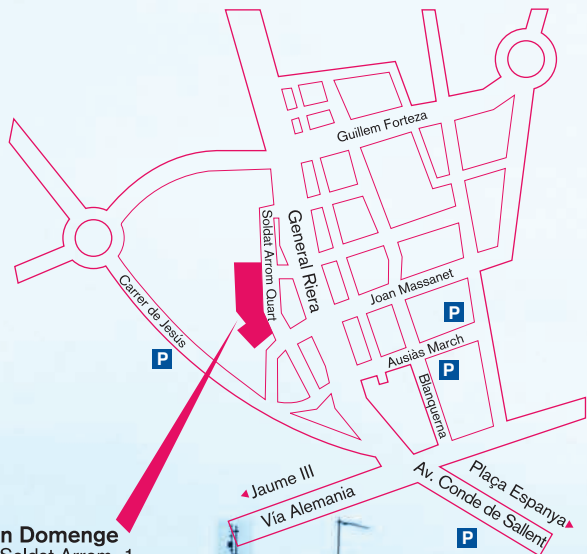 Guillem Forteza
Soldat Arrom Quart
General Riera
Joan Massanet
Carrer de Jesús
P
P
Ausiàs March
P
Blanquerna
Jaume III
Vía Alemania
Plaça Espanya
Av. Conde de Sallent
P
n Domenge
Soldat Arrom, 1